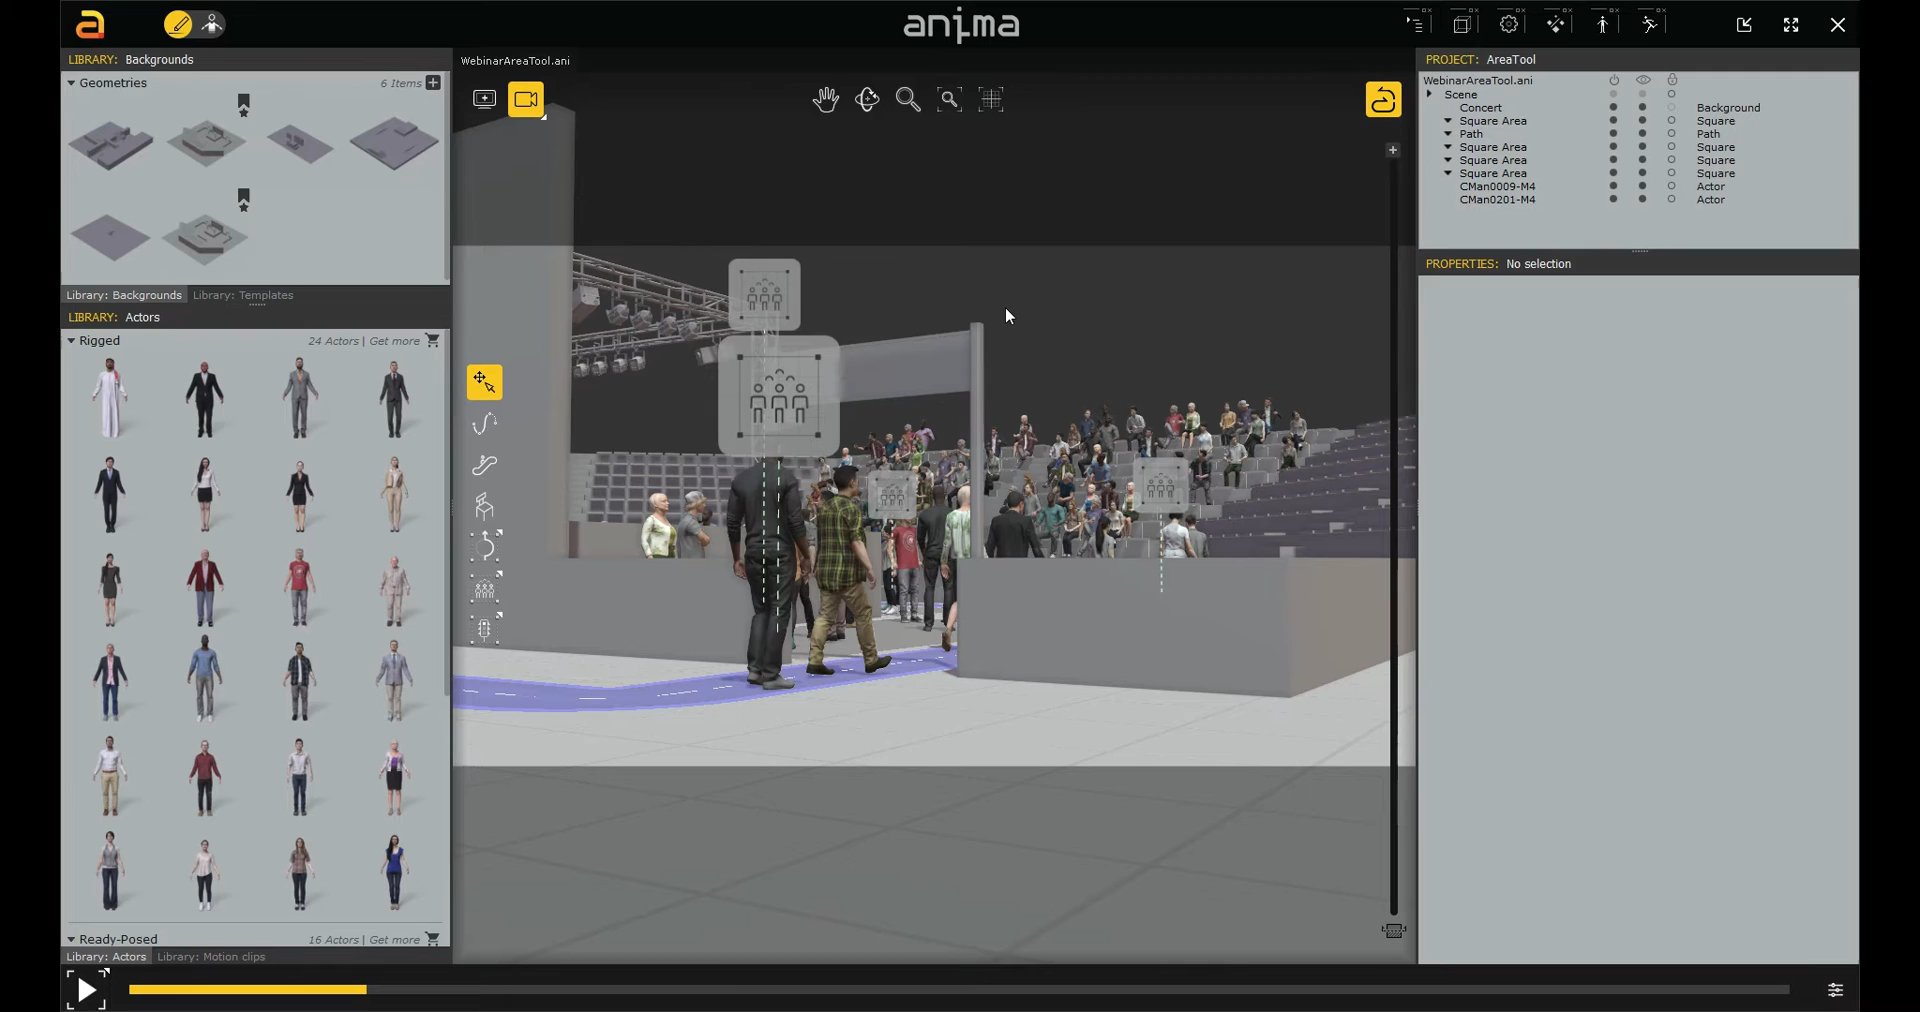 anima
LIBRARY: Backgrounds
Geometries 6 Items
Library: Backgrounds Library: Templates
LIBRARY: Actors
Rigged 24 Actors | Get more
Ready-Posed 16 Actors | Get more
Library: Actors Library: Motion clips
WebinarAreaTool.ani
PROJECT: AreaTool
WebinarAreaTool.ani
Scene
Concert Background
Square Area Square
Path Path
Square Area Square
Square Area Square
Square Area Square
CMan0009-M4 Actor
CMan0201-M4 Actor
PROPERTIES: No selection